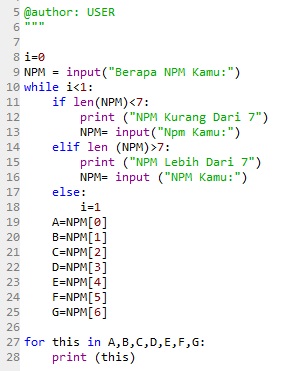 5 @author: USER
6 """
7
8 i=0
9 NPM = input("Berapa NPM Kamu:")
10 while i<1:
11     if len(NPM)<7:
12         print ("NPM Kurang Dari 7")
13         NPM= input("Npm Kamu:")
14     elif len (NPM)>7:
15         print ("NPM Lebih Dari 7")
16         NPM= input ("NPM Kamu:")
17     else:
18         i=1
19     A=NPM[0]
20     B=NPM[1]
21     C=NPM[2]
22     D=NPM[3]
23     E=NPM[4]
24     F=NPM[5]
25     G=NPM[6]
26
27 for this in A,B,C,D,E,F,G:
28     print (this)